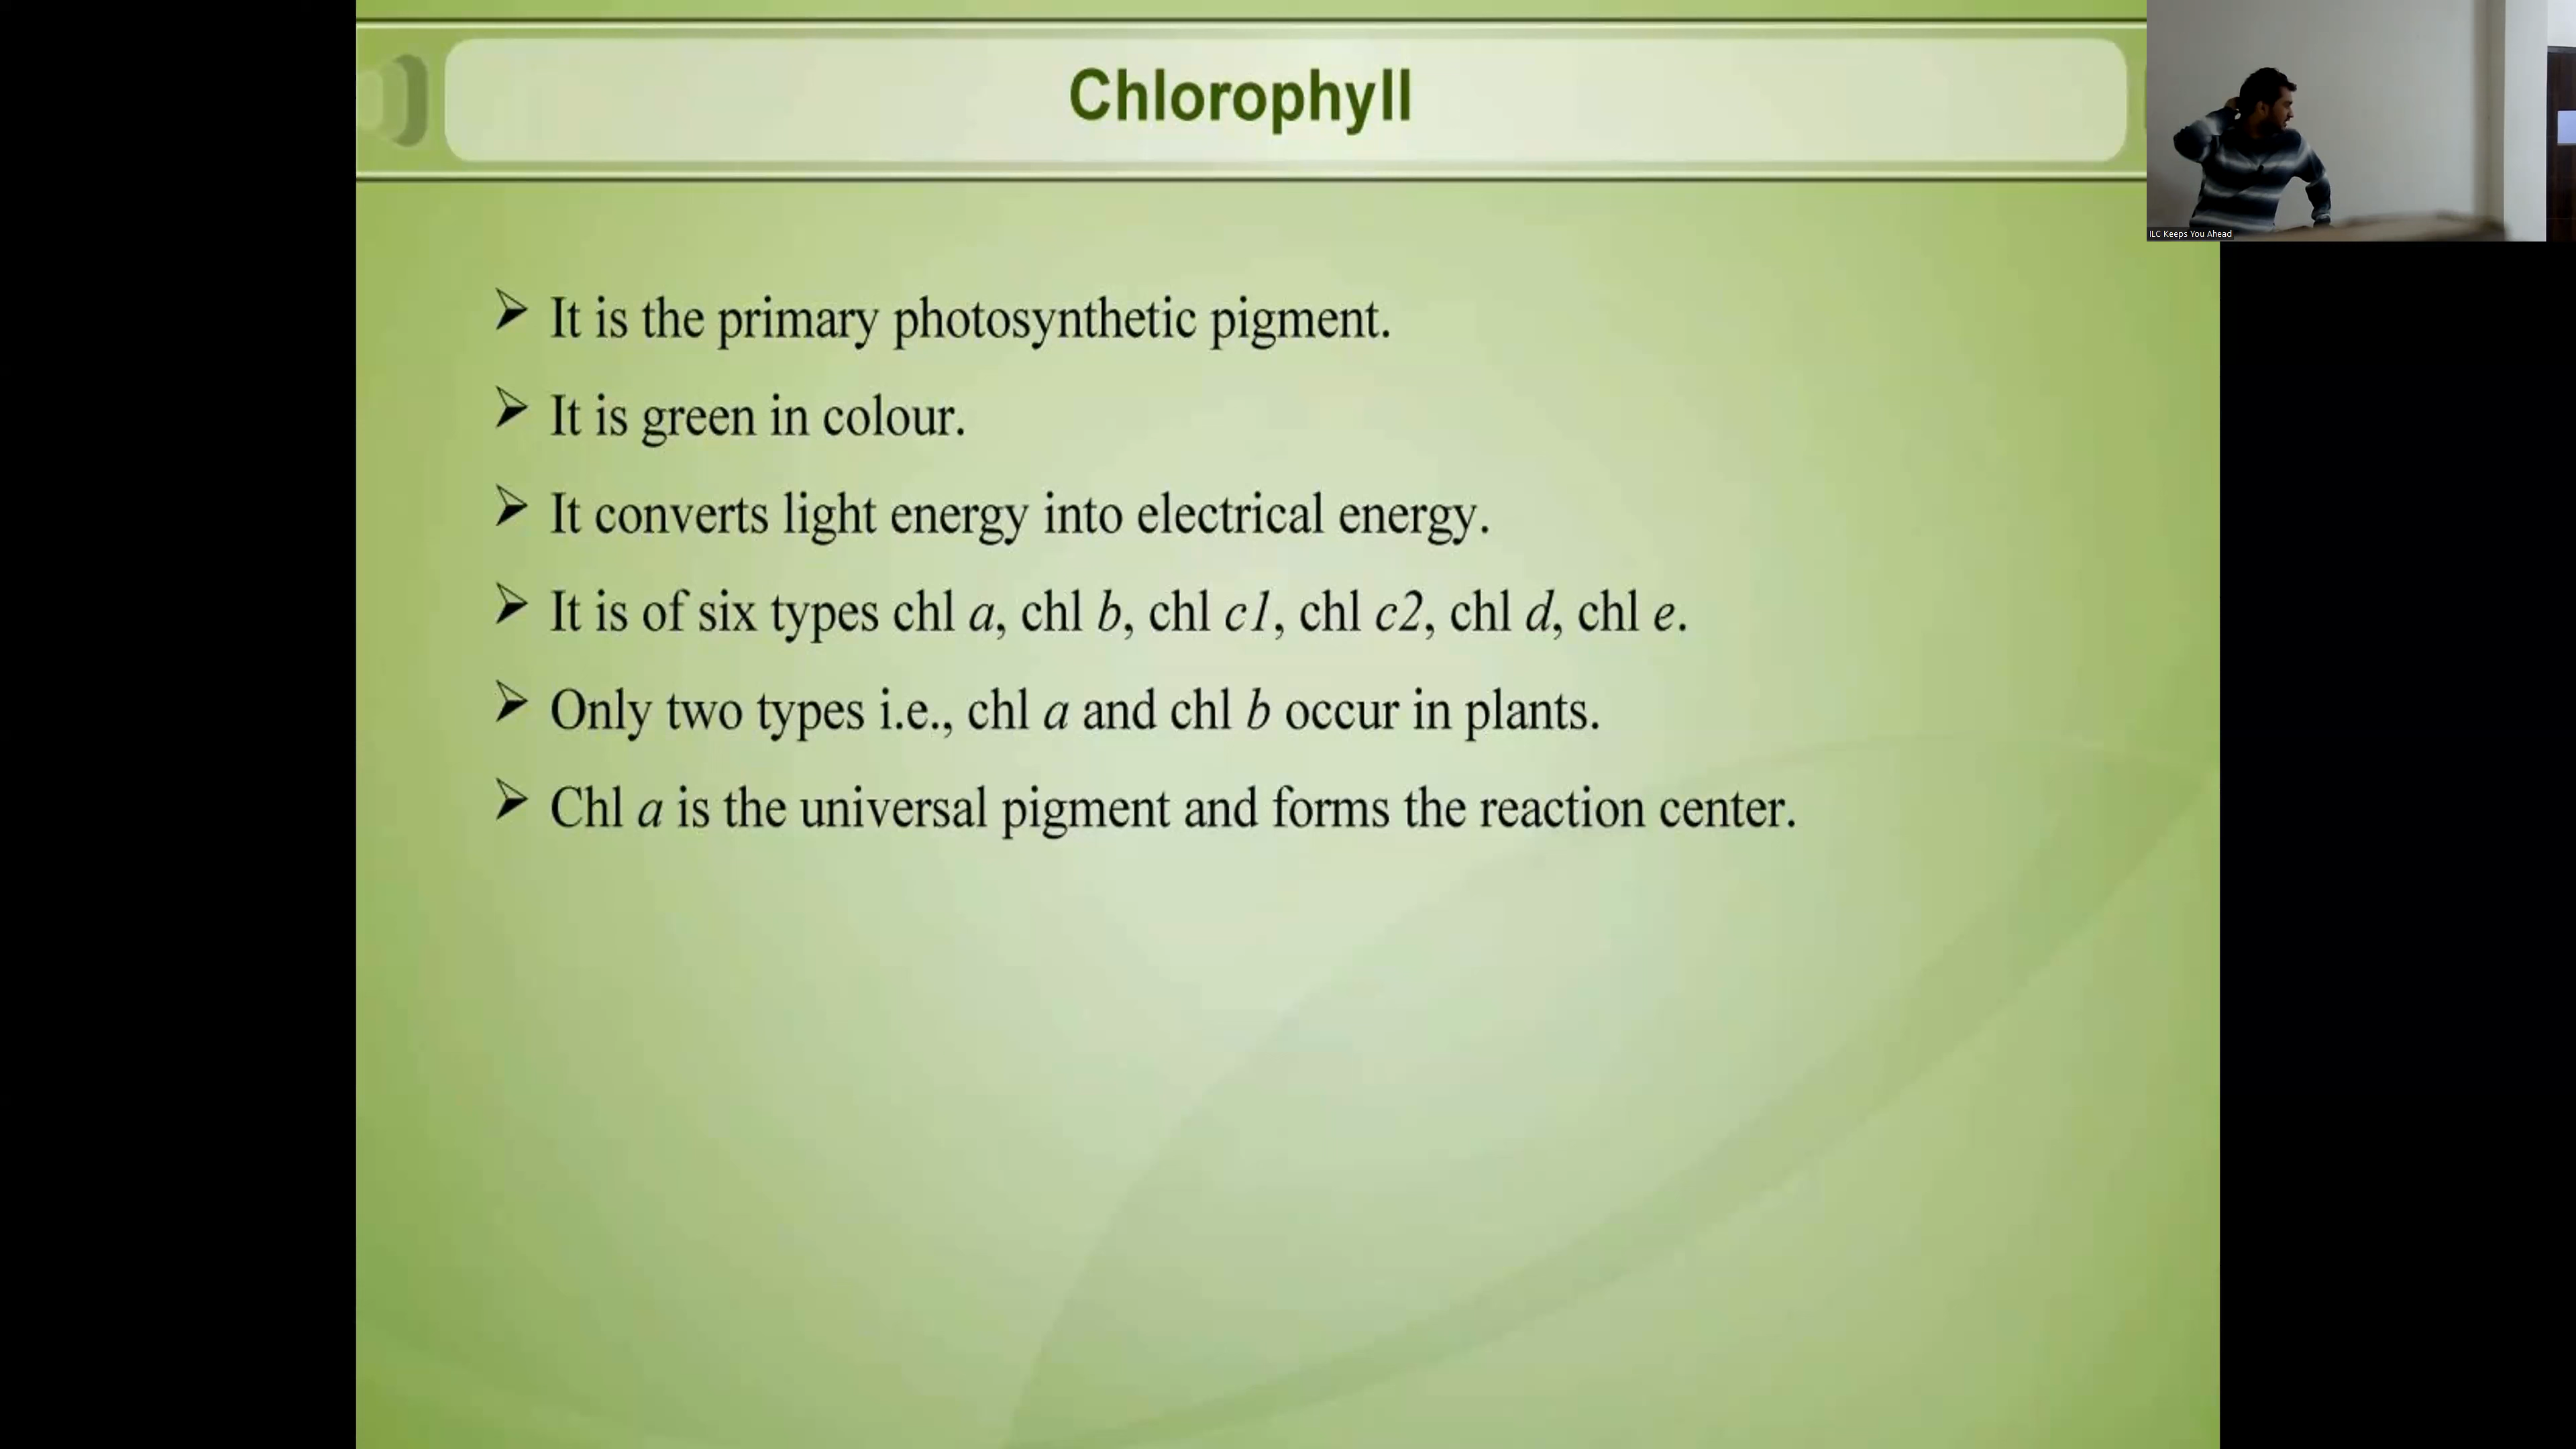 Chlorophyll
ILC Keeps You Ahead
It is the primary photosynthetic pigment.
It is green in colour.
It converts light energy into electrical energy.
It is of six types chl a, chl b, chl c1, chl c2, chl d, chl e.
Only two types i.e., chl a and chl b occur in plants.
Chl a is the universal pigment and forms the reaction center.